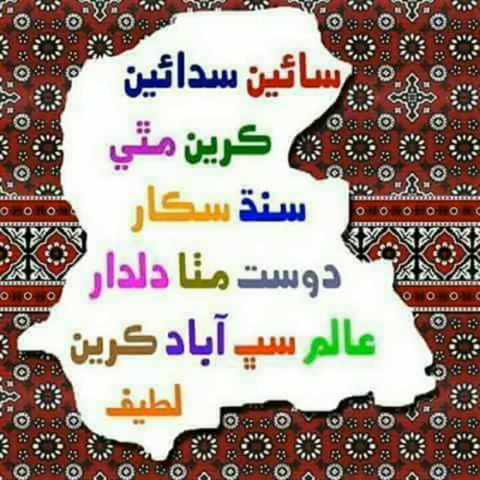 سائين سدائين
ڪرين مٿي
سنڌ سڪار
دوست مٺا دلدار
عالم سڀ آباد ڪرين
لطيف